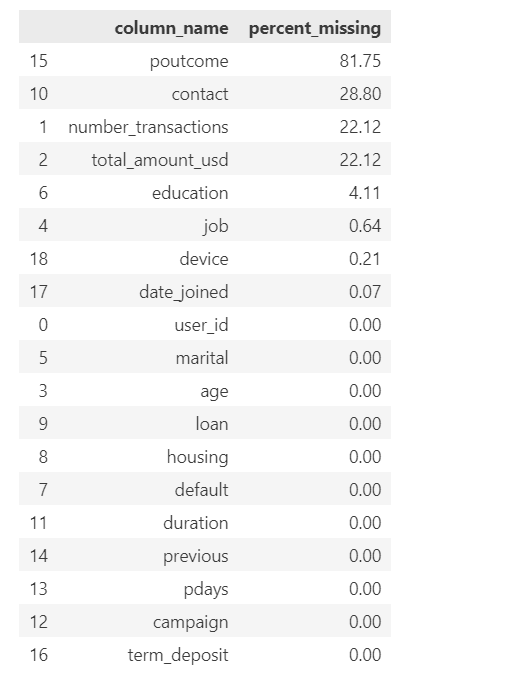 column_name percent_missing
15 poutcome 81.75
10 contact 28.80
1 number_transactions 22.12
2 total_amount_usd 22.12
6 education 4.11
4 job 0.64
18 device 0.21
17 date_joined 0.07
0 user_id 0.00
5 marital 0.00
3 age 0.00
9 loan 0.00
8 housing 0.00
7 default 0.00
11 duration 0.00
14 previous 0.00
13 pdays 0.00
12 campaign 0.00
16 term_deposit 0.00